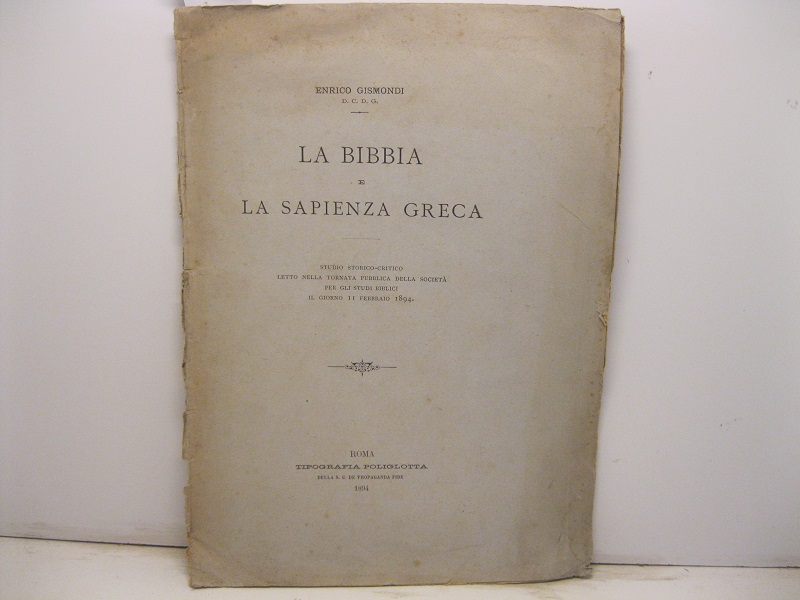 ENRICO GISMONDI
D. C. D. G.
LA BIBBIA
E
LA SAPIENZA GRECA
STUDIO STORICO-CRITICO
LETTO NELLA TORNATA PUBBLICA DELLA SOCIETÀ
PER GLI STUDI BIBLICI
IL GIORNO 11 FEBBRAIO 1894.
ROMA
TIPOGRAFIA POLIGLOTTA
DELLA S. C. DE PROPAGANDA FIDE
1894